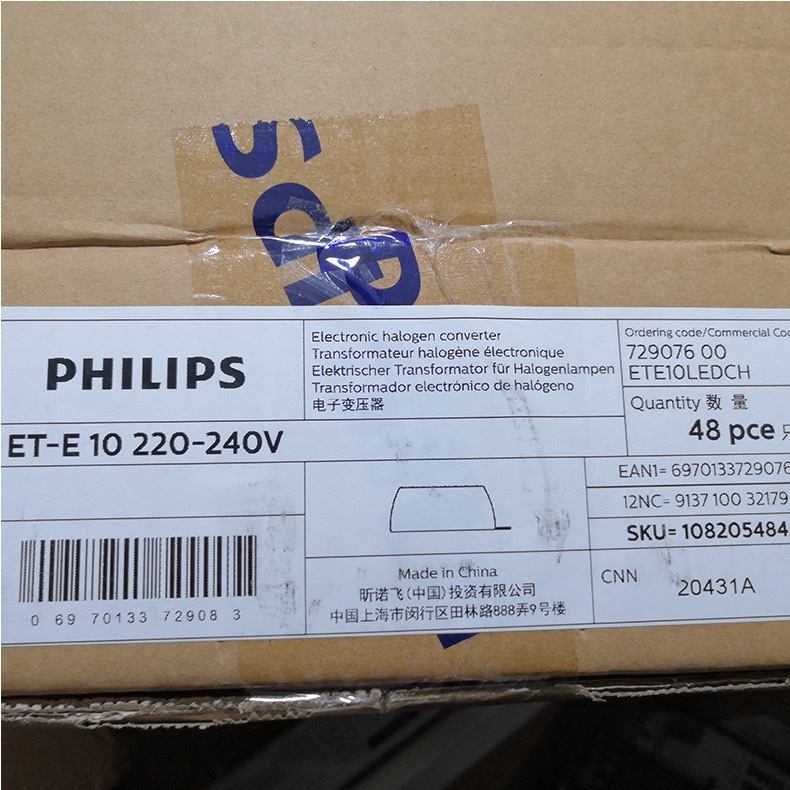 PHILIPS
Electronic halogen converter
Transformateur halogène électronique
Elektrischer Transformator für Halogenlampen
Transformador electrónico de halógeno
电子变压器
Ordering code/Commercial
729076 00
ETE10LEDCH
Quantity 数 量
48 pce 只
ET-E 10 220-240V
EAN1= 6970133729076
12NC= 9137 100 32179
SKU= 108205484
Made in China
昕诺飞(中国)投资有限公司
中国上海市闵行区田林路888弄9号楼
CNN
20431A
0 69 70133 72908 3